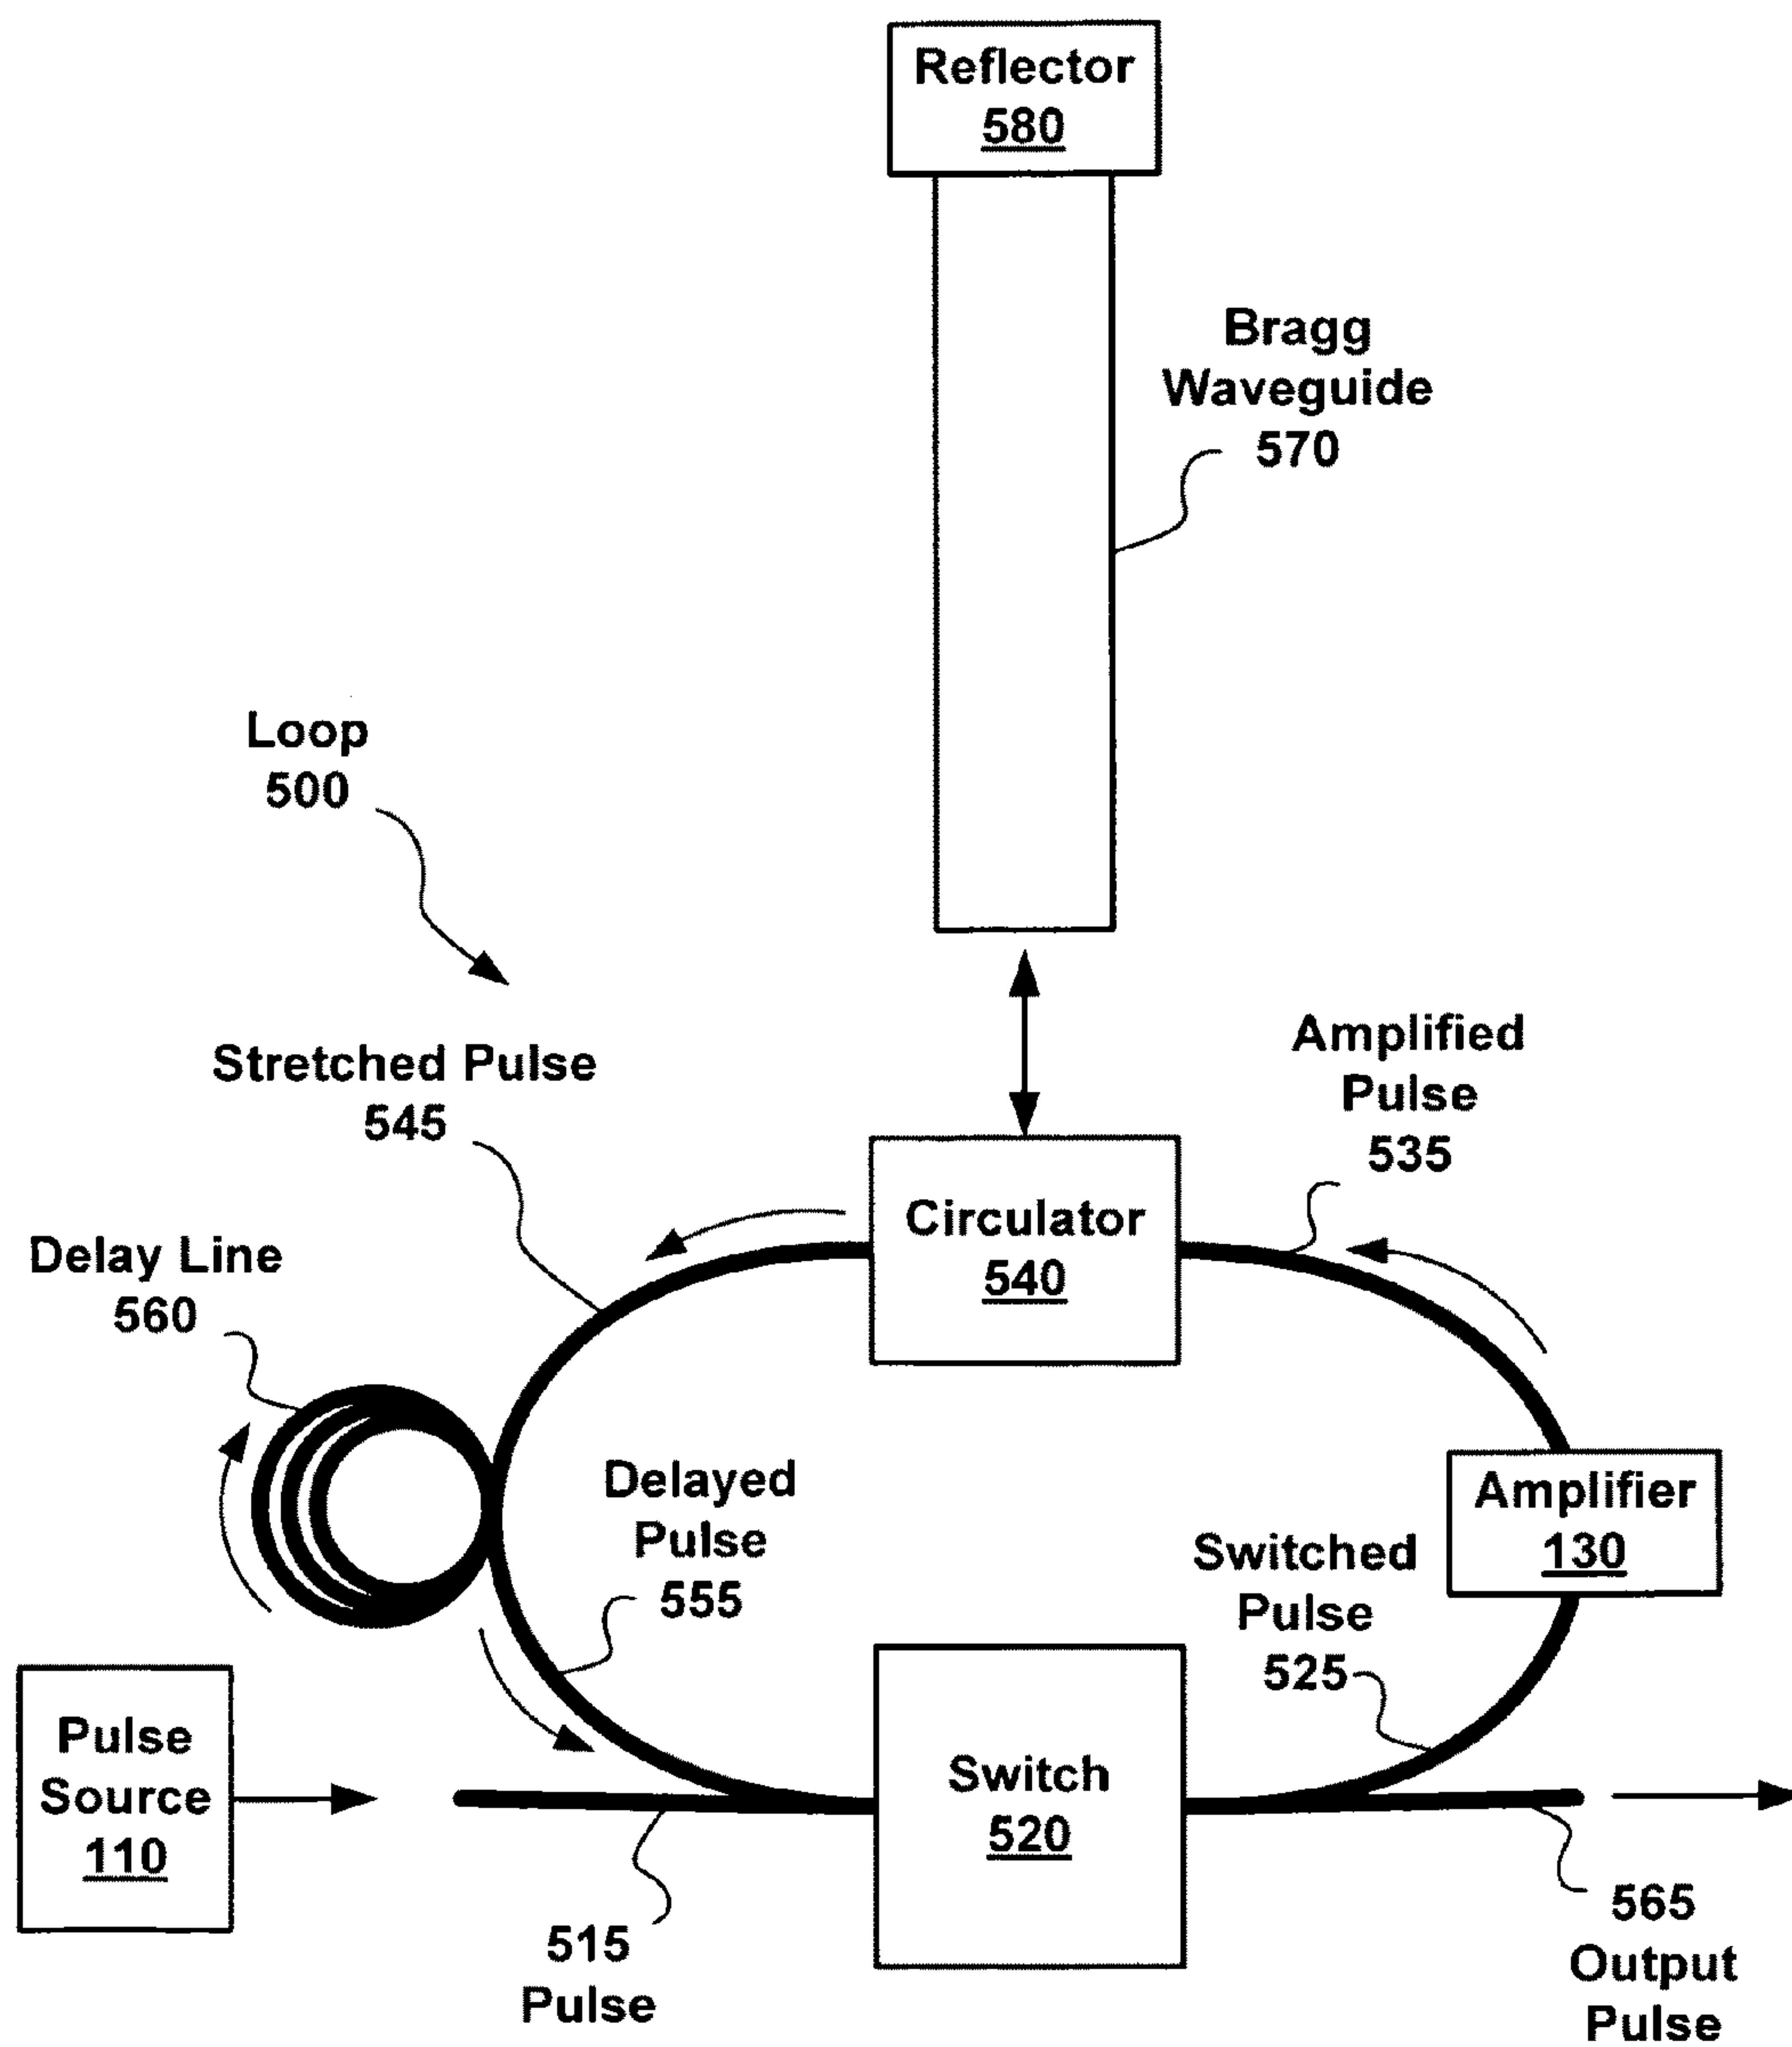 Reflector
580
Bragg
Waveguide
570
Loop
500
Stretched Pulse
545
Amplified
Pulse
535
Circulator
540
Delay Line
560
Delayed
Pulse
555
Amplifier
130
Switched
Pulse
525
Pulse
Source
110
Switch
520
515
Pulse
565
Output
Pulse